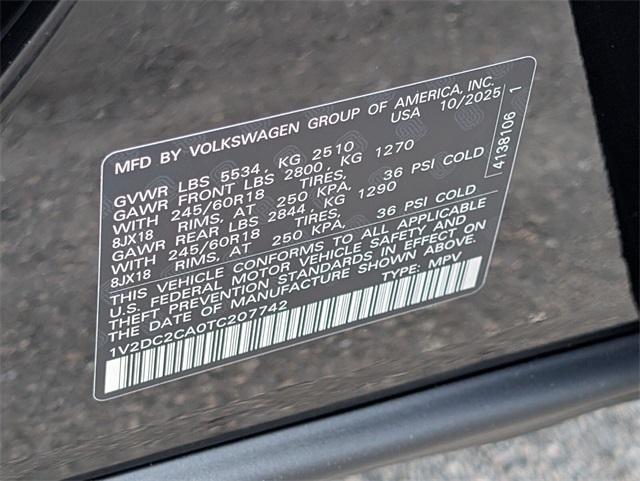 MFD BY VOLKSWAGEN GROUP OF AMERICA, INC.
USA 10/2025
GVWR LBS 5534, KG 2510
GAWR FRONT LBS 2800, KG 1270
WITH 245/60R18 TIRES,
8JX18 RIMS, AT 250 KPA, 36 PSI COLD
GAWR REAR LBS 2844, KG 1290
WITH 245/60R18 TIRES,
8JX18 RIMS, AT 250 KPA, 36 PSI COLD
THIS VEHICLE CONFORMS TO ALL APPLICABLE
U.S. FEDERAL MOTOR VEHICLE SAFETY AND
THEFT PREVENTION STANDARDS IN EFFECT ON
THE DATE OF MANUFACTURE SHOWN ABOVE.
1V2DC2CA0TC207742 TYPE: MPV
4138106 1